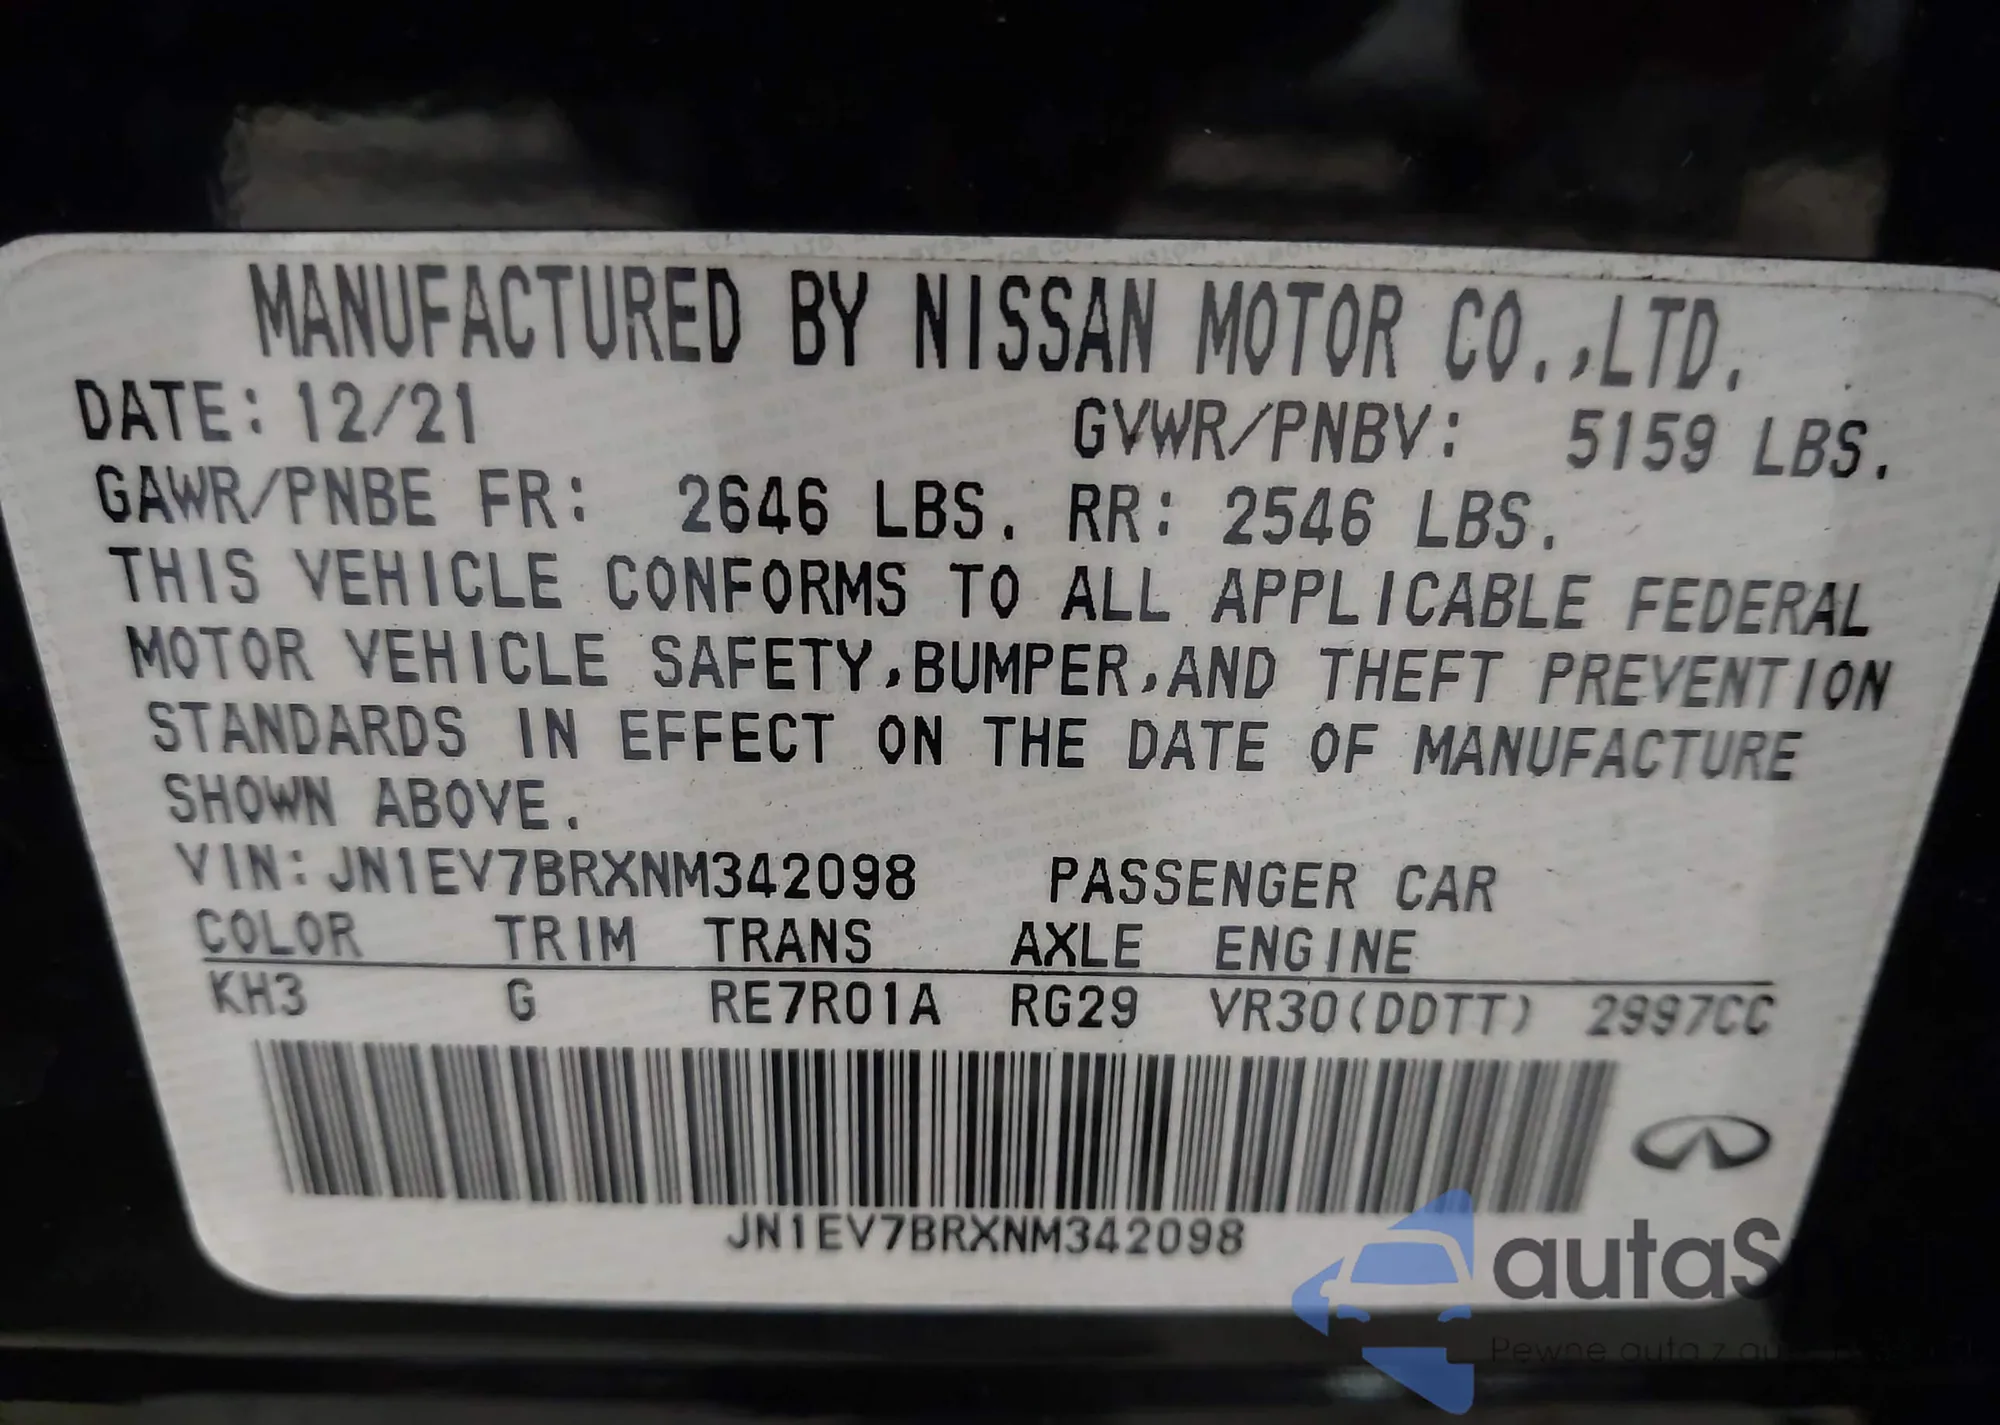 MANUFACTURED BY NISSAN MOTOR CO.,LTD.
DATE: 12/21 GVWR/PNBV: 5159 LBS.
GAWR/PNBE FR: 2646 LBS. RR: 2546 LBS.
THIS VEHICLE CONFORMS TO ALL APPLICABLE FEDERAL
MOTOR VEHICLE SAFETY,BUMPER,AND THEFT PREVENTION
STANDARDS IN EFFECT ON THE DATE OF MANUFACTURE
SHOWN ABOVE.
VIN:JN1EV7BRXNM342098 PASSENGER CAR
COLOR TRIM TRANS AXLE ENGINE
KH3 G RE7R01A RG29 VR30(DDTT) 2997CC
JN1EV7BRXNM342098
Pewne auto z